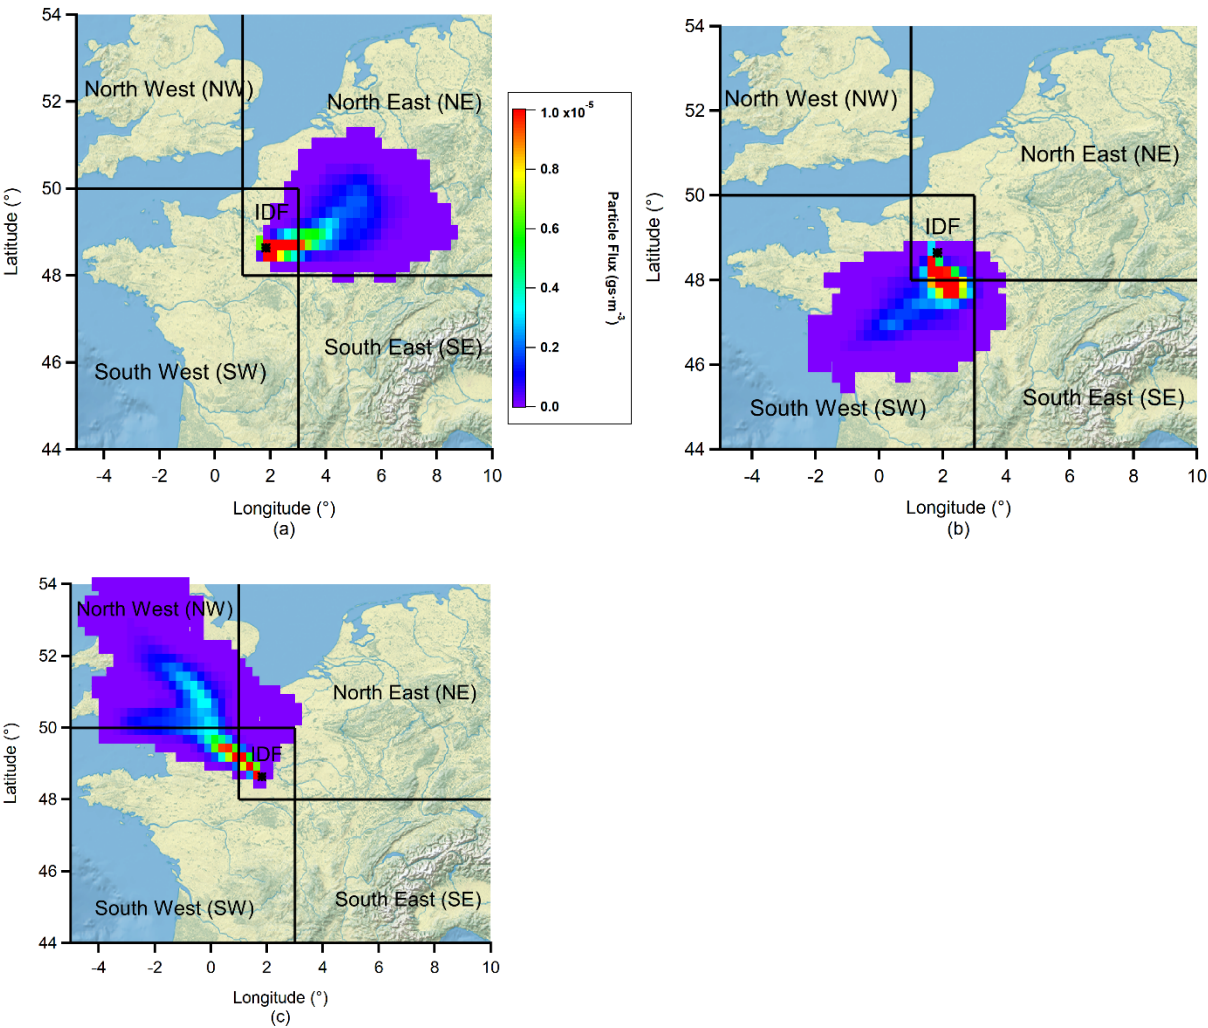 54
52
50
48
46
44
Latitude (°)
North West (NW)
North East (NE)
IDF
South East (SE)
South West (SW)
-4 -2 0 2 4 6 8 10
Longitude (°)
(a)
1.0 x10-5
0.8
0.6
0.4
0.2
0.0
Particle Flux (gs·m-3)
54
52
50
48
46
44
Latitude (°)
North West (NW)
North East (NE)
IDF
South West (SW)
South East (SE)
-4 -2 0 2 4 6 8 10
Longitude (°)
(b)
54
52
50
48
46
44
Latitude (°)
North West (NW)
North East (NE)
IDF
South West (SW)
South East (SE)
-4 -2 0 2 4 6 8 10
Longitude (°)
(c)